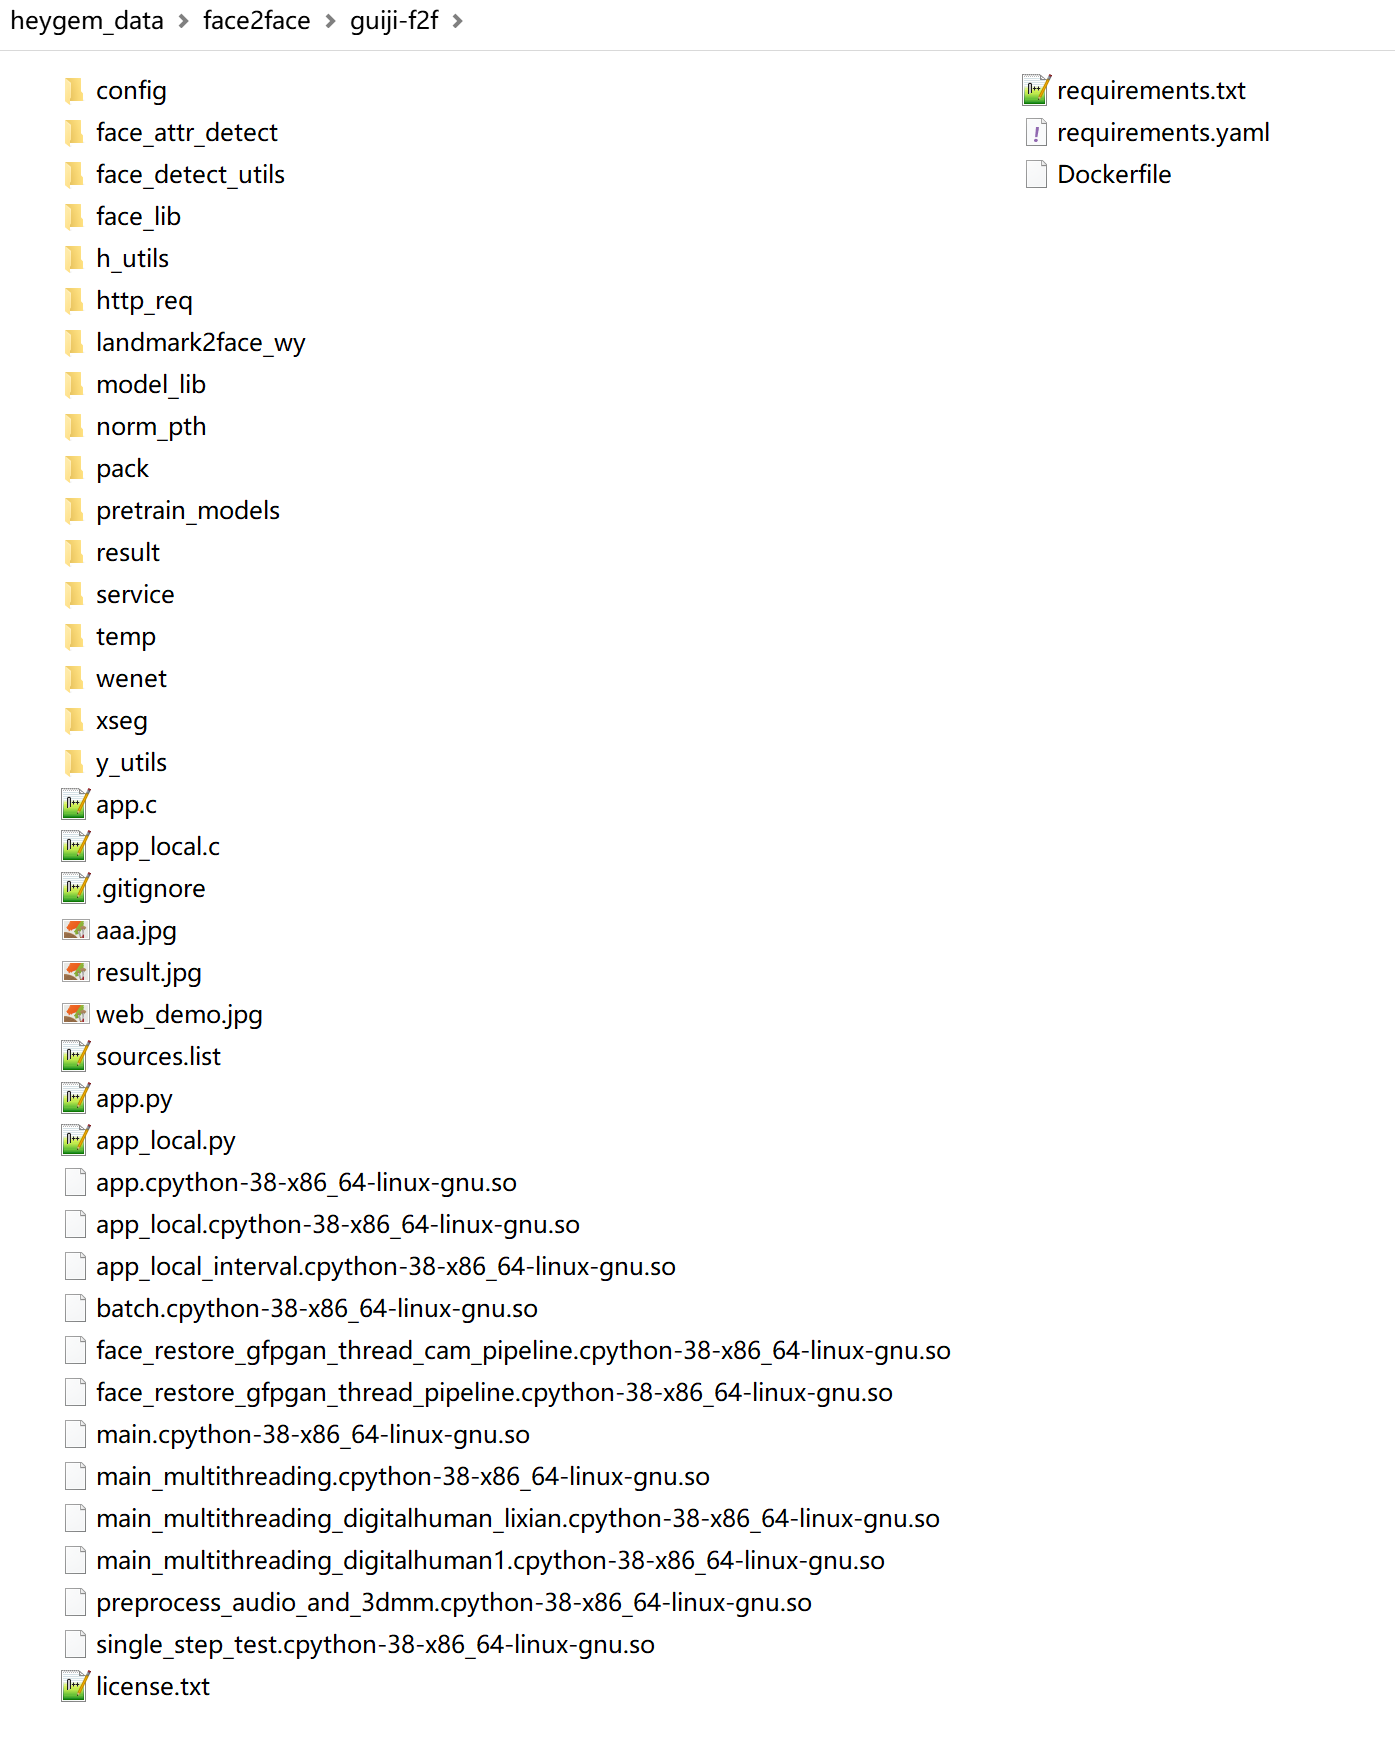 heygem_data > face2face > guiji-f2f >
config
face_attr_detect
face_detect_utils
face_lib
h_utils
http_req
landmark2face_wy
model_lib
norm_pth
pack
pretrain_models
result
service
temp
wenet
xseg
y_utils
app.c
app_local.c
.gitignore
aaa.jpg
result.jpg
web_demo.jpg
sources.list
app.py
app_local.py
app.cpython-38-x86_64-linux-gnu.so
app_local.cpython-38-x86_64-linux-gnu.so
app_local_interval.cpython-38-x86_64-linux-gnu.so
batch.cpython-38-x86_64-linux-gnu.so
face_restore_gfpgan_thread_cam_pipeline.cpython-38-x86_64-linux-gnu.so
face_restore_gfpgan_thread_pipeline.cpython-38-x86_64-linux-gnu.so
main.cpython-38-x86_64-linux-gnu.so
main_multithreading.cpython-38-x86_64-linux-gnu.so
main_multithreading_digitalhuman_lixian.cpython-38-x86_64-linux-gnu.so
main_multithreading_digitalhuman1.cpython-38-x86_64-linux-gnu.so
preprocess_audio_and_3dmm.cpython-38-x86_64-linux-gnu.so
single_step_test.cpython-38-x86_64-linux-gnu.so
license.txt
requirements.txt
requirements.yaml
Dockerfile